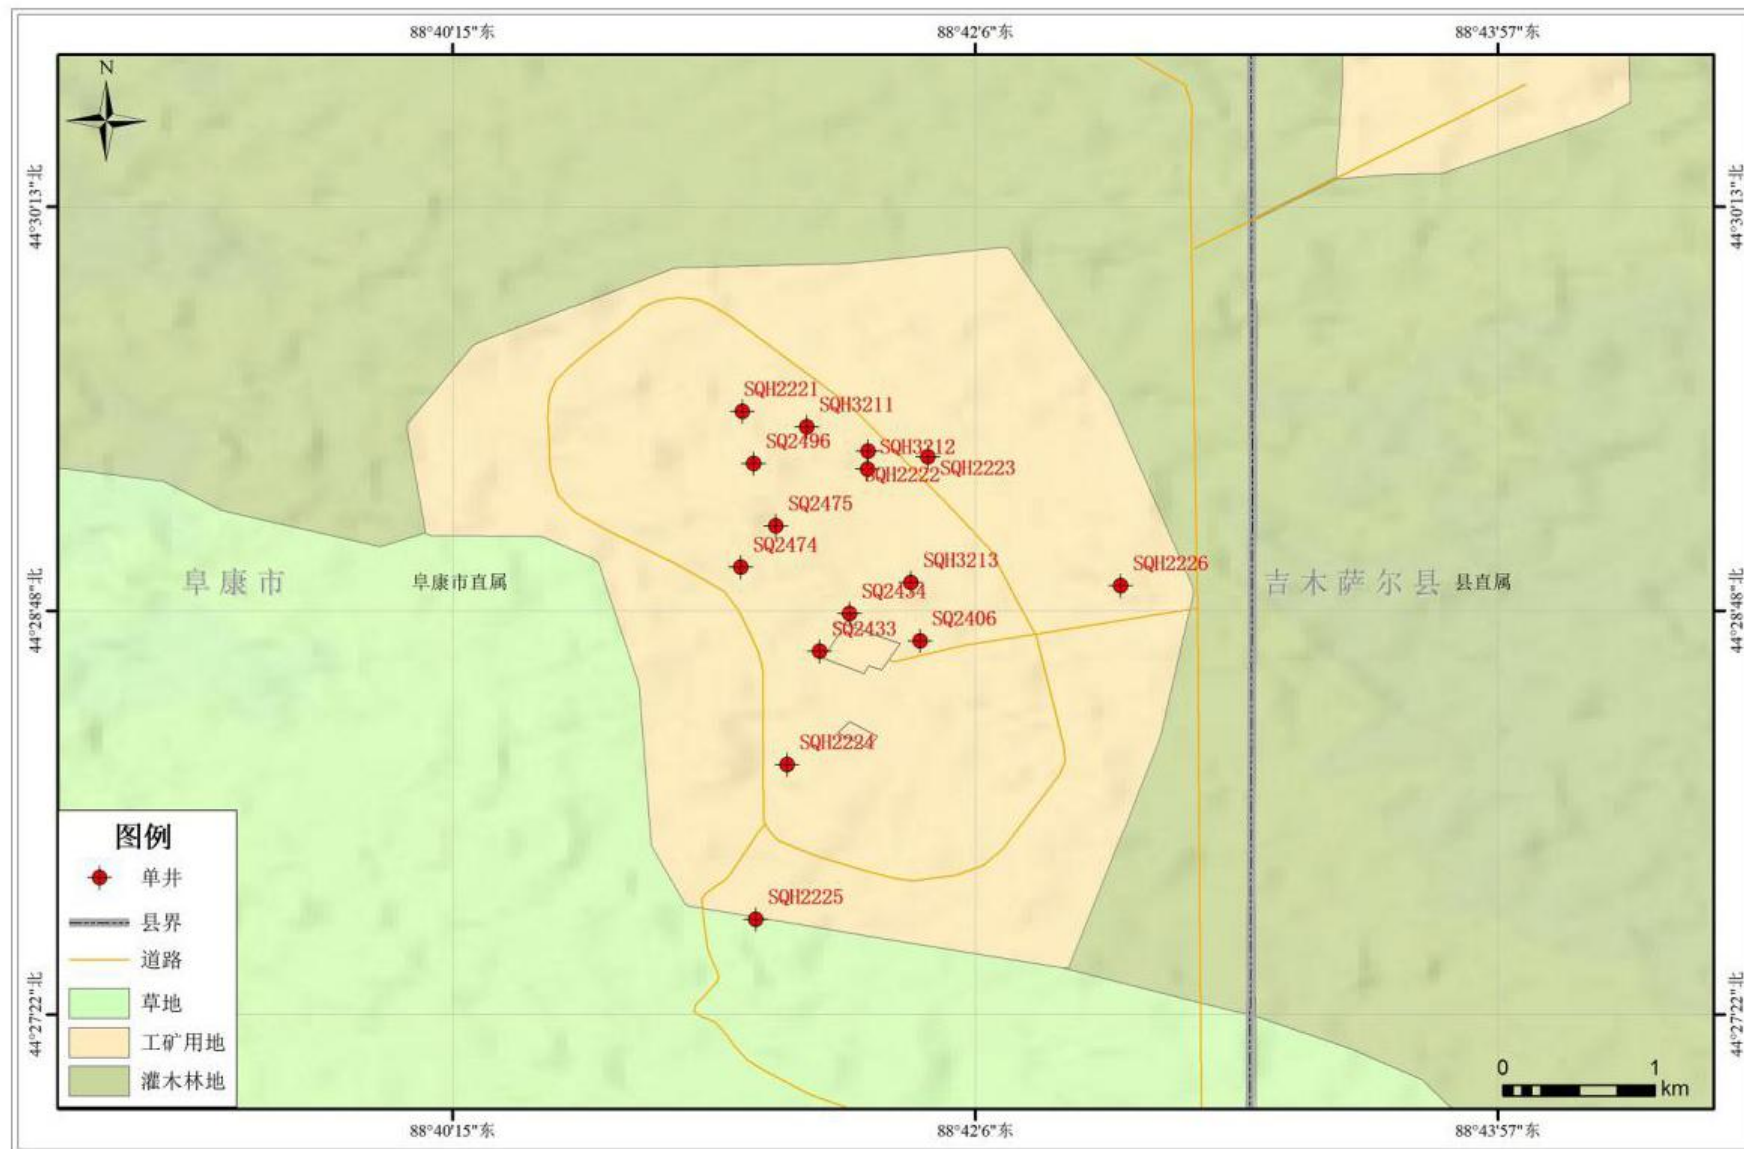 88°40'15"东
88°42'6"东
88°43'57"东
N
44°30'13"北
44°30'13"北
SQH2221
SQH3211
SQ2496
SQH3212
SQH2223
SQH2222
SQ2475
SQ2474
SQH3213
SQH2226
阜康市
阜康市直属
吉木萨尔县
县直属
44°28'48"北
44°28'48"北
SQ2434
SQ2406
SQ2433
SQH2224
SQH2225
图例
单井
县界
道路
草地
工矿用地
灌木林地
44°27'22"北
44°27'22"北
0
1
km
88°40'15"东
88°42'6"东
88°43'57"东